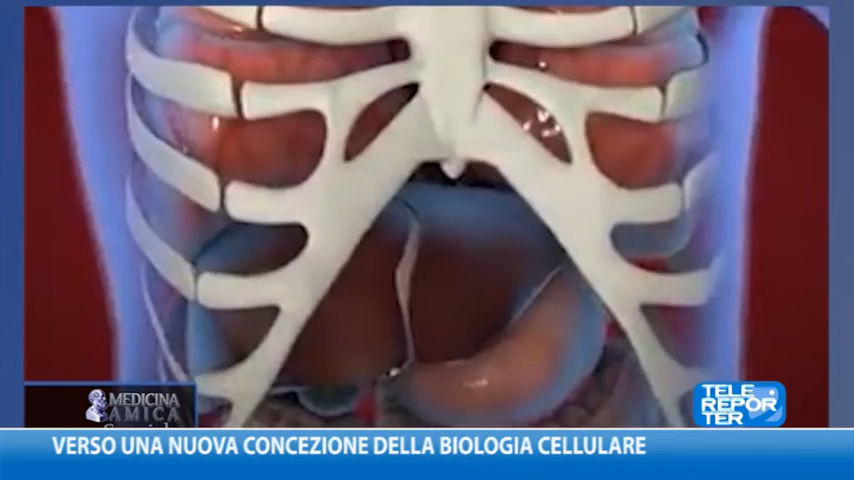 MEDICINA
AMICA
TELE
REPOR
TER
VERSO UNA NUOVA CONCEZIONE DELLA BIOLOGIA CELLULARE